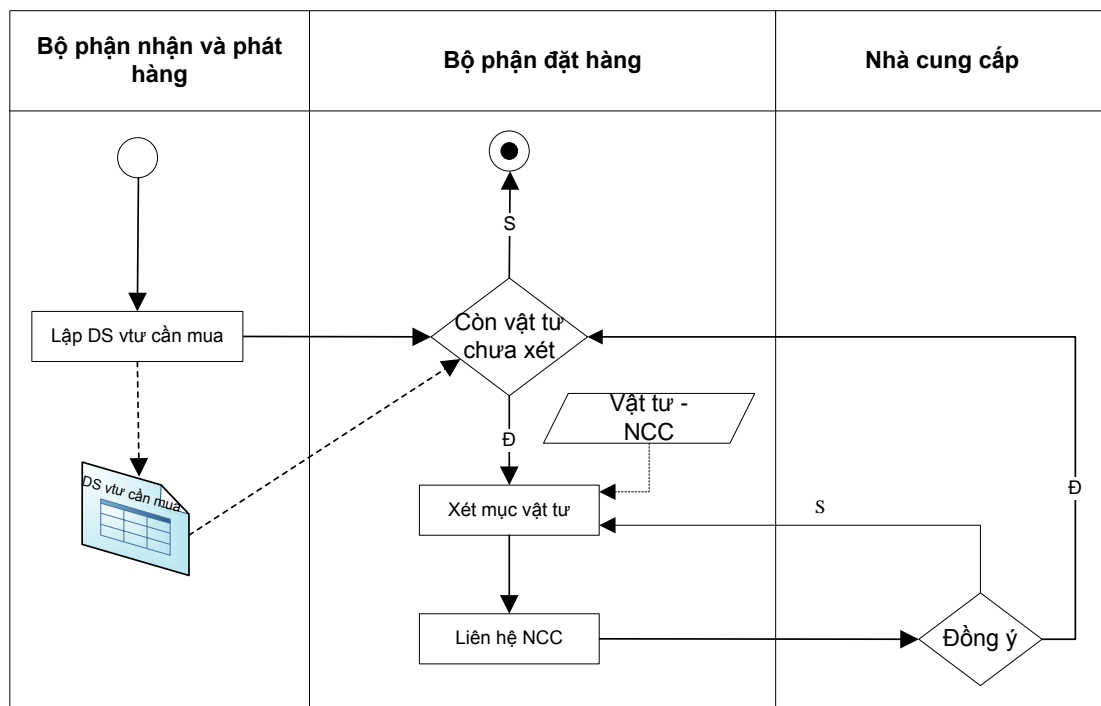 Bộ phận nhận và phát
hàng
Bộ phận đặt hàng
Nhà cung cấp
S
Lập DS vtư cần mua
Còn vật tư
chưa xét
Vật tư -
NCC
Đ
DS vtư cần mua
Xét mục vật tư
S
Đ
Liên hệ NCC
Đồng ý